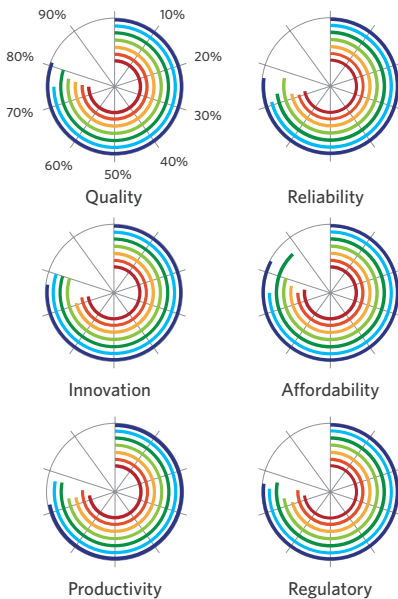 90% 10%
80% 20%
70% 30%
60% 50% 40%
Quality Reliability
Innovation Affordability
Productivity Regulatory